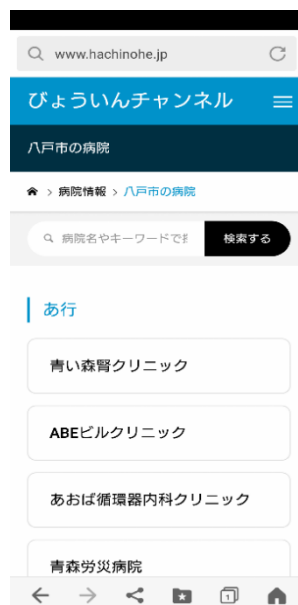 www.hachinohe.jp
びょういんチャンネル
八戸市の病院
> 病院情報 > 八戸市の病院
病院名やキーワードで
検索する
あ行
青い森腎クリニック
ABEビルクリニック
あおば循環器内科クリニック
青森労災病院
1